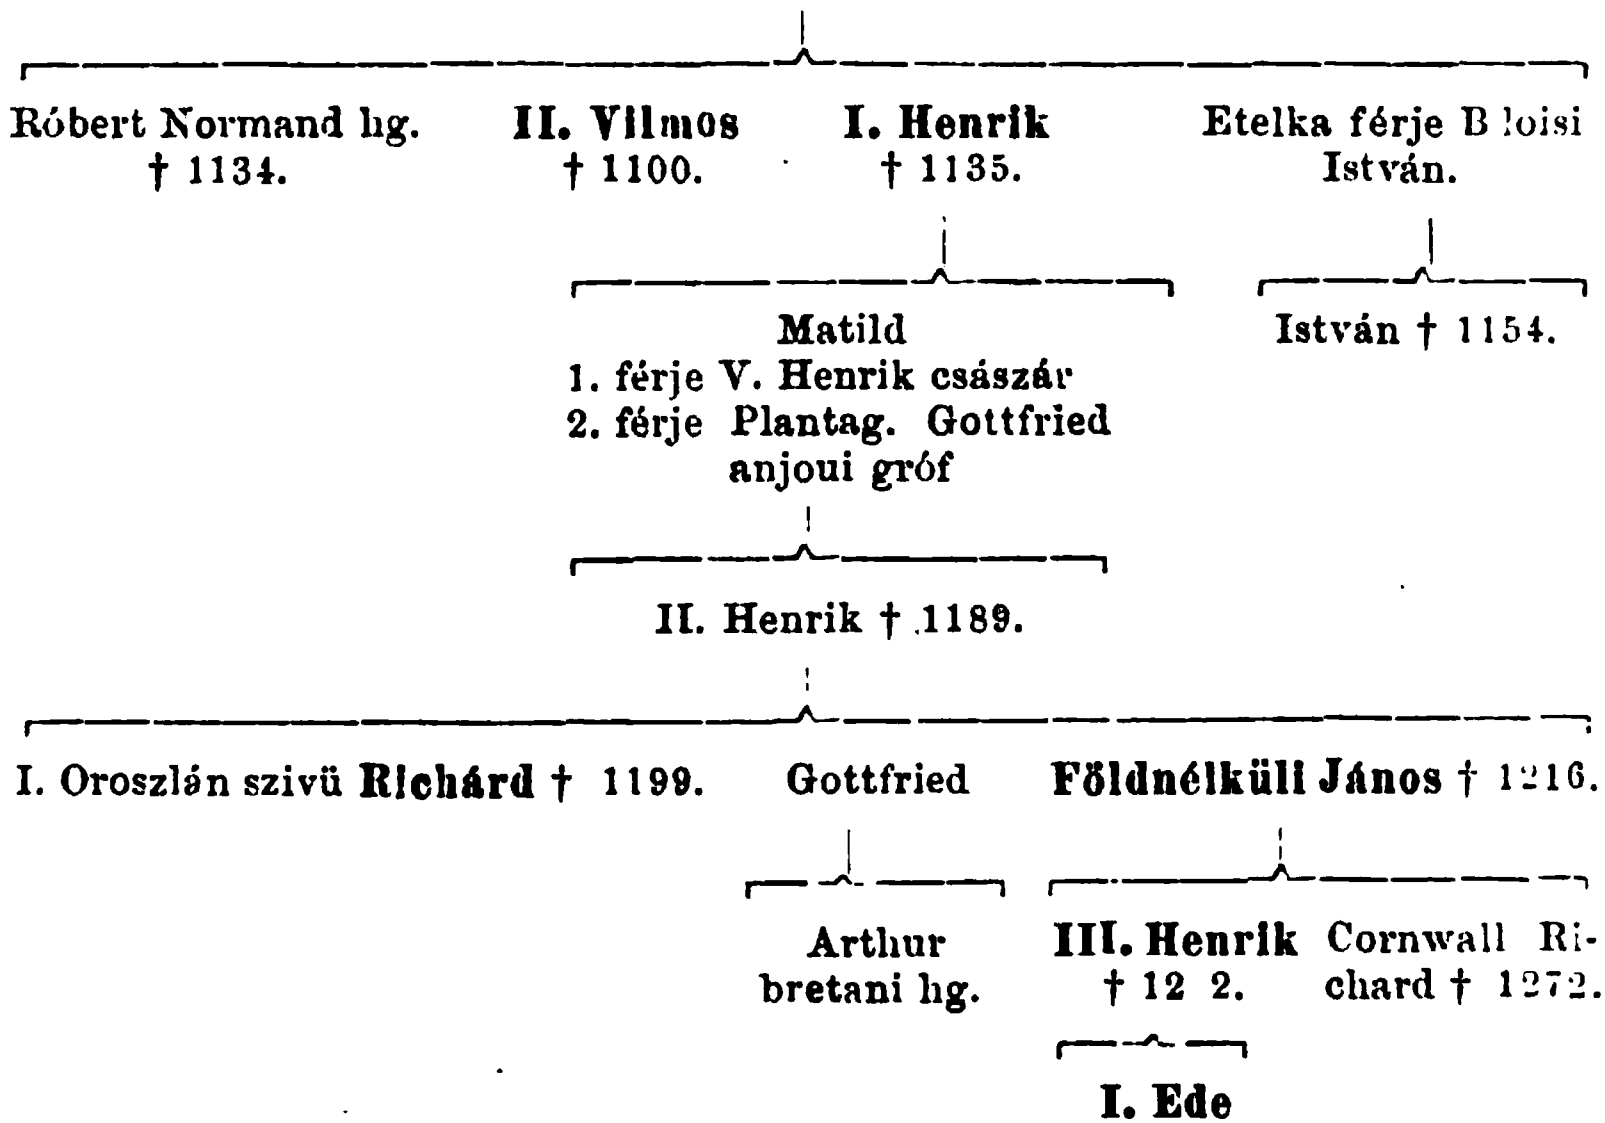 Róbert Normand hg. II. Vilmos I. Henrik Etelka férje Bloisi
† 1134. † 1100. † 1135. István.
Matild István † 1154.
1. férje V. Henrik császár
2. férje Plantag. Gottfried
anjoui gróf
II. Henrik † 1189.
I. Oroszlán szivü Richárd † 1199. Gottfried Földnélküli János † 1216.
Arthur III. Henrik Cornwall Ri-
bretani hg. † 12 2. chard † 1272.
I. Ede